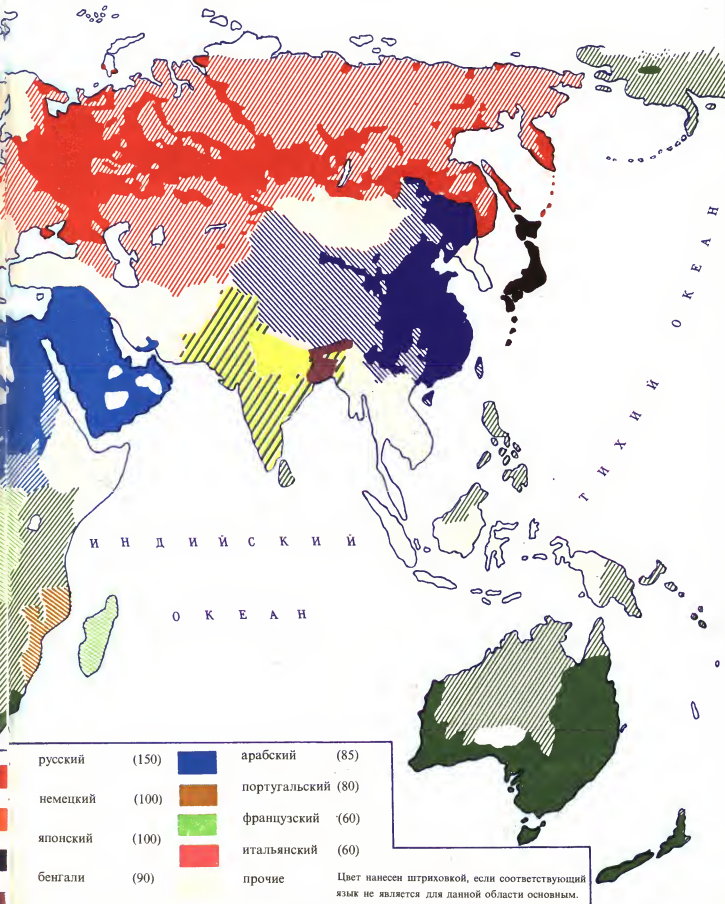 ТИХИЙ ОКЕАН
ИНДИЙСКИЙ
ОКЕАН
русский (150)
немецкий (100)
японский (100)
бенгали (90)
арабский (85)
португальский (80)
французский (60)
итальянский (60)
прочие
Цвет нанесен штриховкой, если соответствующий
язык не является для данной области основным.